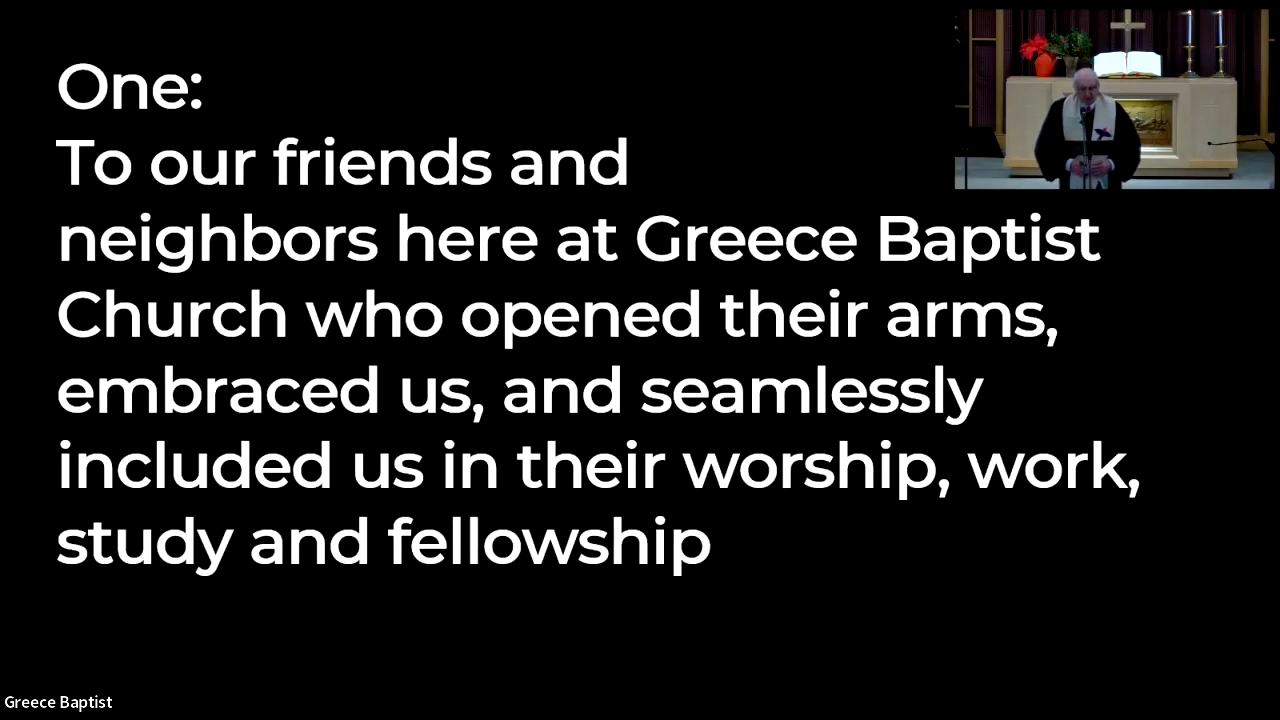 One:
To our friends and
neighbors here at Greece Baptist
Church who opened their arms,
embraced us, and seamlessly
included us in their worship, work,
study and fellowship
Greece Baptist